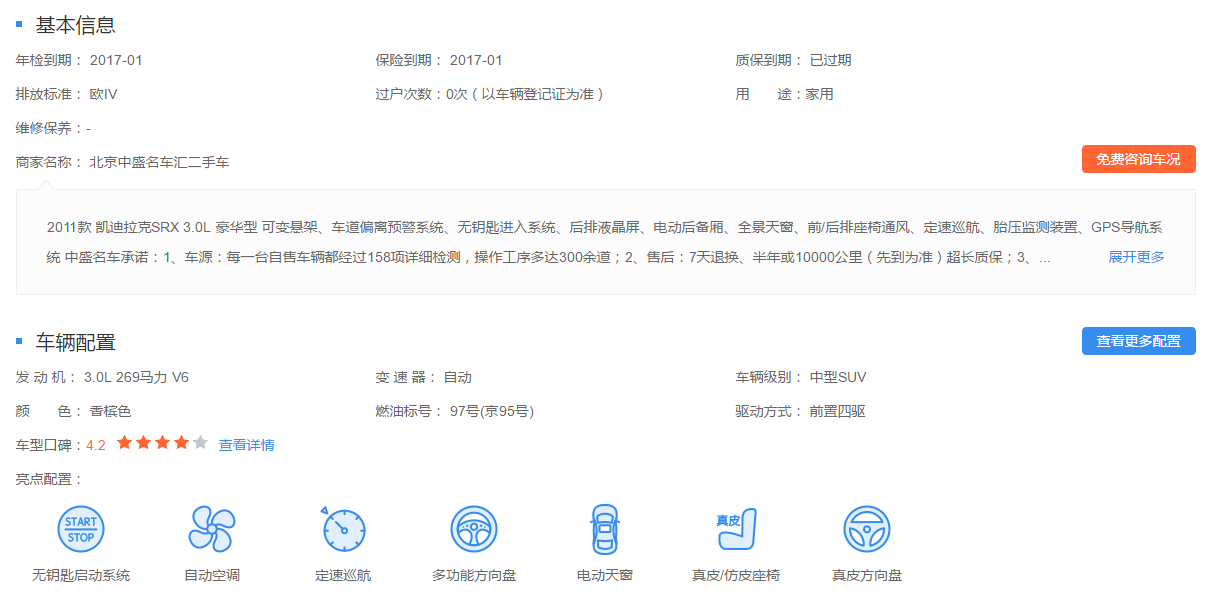 基本信息
年检到期： 2017-01 保险到期： 2017-01 质保到期： 已过期
排放标准： 欧IV 过户次数：0次（以车辆登记证为准） 用 途：家用
维修保养：-
商家名称： 北京中盛名车汇二手车 免费咨询车况
2011款 凯迪拉克SRX 3.0L 豪华型 可变悬架、车道偏离预警系统、无钥匙进入系统、后排液晶屏、电动后备厢、全景天窗、前/后排座椅通风、定速巡航、胎压监测装置、GPS导航系
统 中盛名车承诺：1、车源：每一台自售车辆都经过158项详细检测，操作工序多达300余道；2、售后：7天退换、半年或10000公里（先到为准）超长质保；3、... 展开更多
车辆配置 查看更多配置
发 动 机： 3.0L 269马力 V6 变 速 器： 自动 车辆级别： 中型SUV
颜 色： 香槟色 燃油标号： 97号(京95号) 驱动方式： 前置四驱
车型口碑：4.2 查看详情
亮点配置：
START
STOP
真皮
无钥匙启动系统 自动空调 定速巡航 多功能方向盘 电动天窗 真皮/仿皮座椅 真皮方向盘